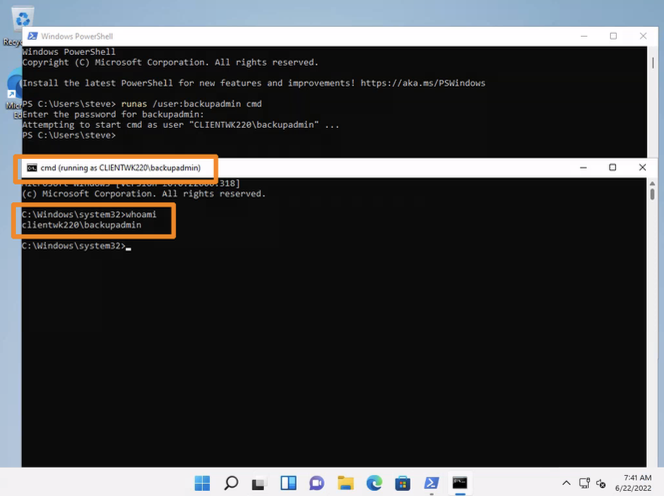 Windows PowerShell
Windows PowerShell
Copyright (C) Microsoft Corporation. All rights reserved.
Install the latest PowerShell for new features and improvements! https://aka.ms/PSWindows
PS C:\Users\steve> runas /user:backupadmin cmd
Enter the password for backupadmin:
Attempting to start cmd as user "CLIENTWK220\backupadmin" ...
PS C:\Users\steve>
cmd (running as CLIENTWK220\backupadmin)
Microsoft Windows [Version 10.0.22000.318]
(c) Microsoft Corporation. All rights reserved.
C:\Windows\system32>whoami
clientwk220\backupadmin
C:\Windows\system32>
7:41 AM
6/22/2022